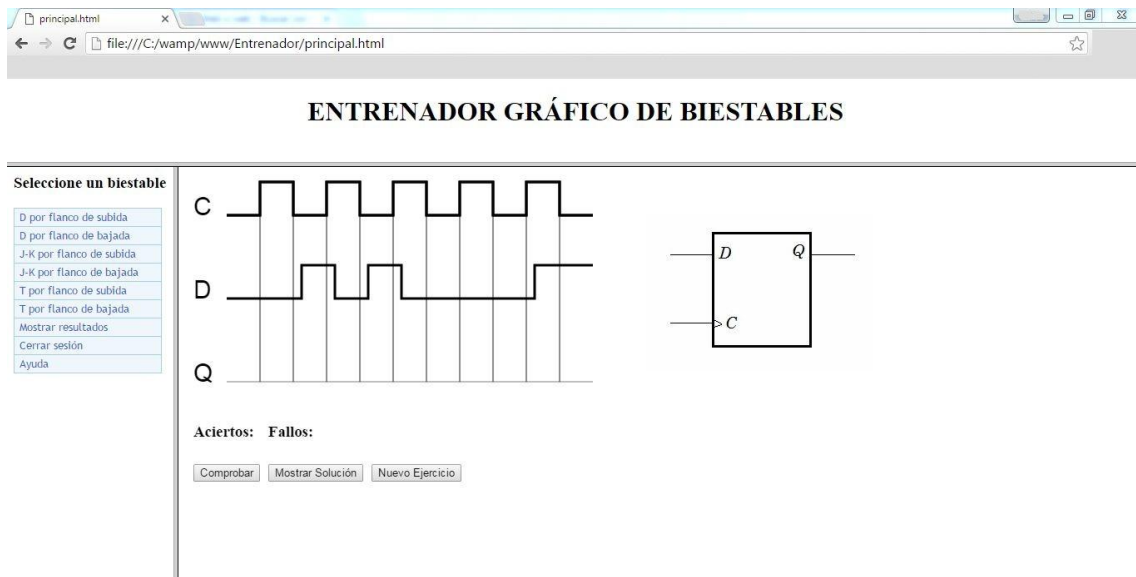 principal.html
file:///C:/wamp/www/Entrenador/principal.html
ENTRENADOR GRÁFICO DE BIESTABLES
Seleccione un biestable
D por flanco de subida
D por flanco de bajada
J-K por flanco de subida
J-K por flanco de bajada
T por flanco de subida
T por flanco de bajada
Mostrar resultados
Cerrar sesión
Ayuda
C
D
Q
D Q
C
Aciertos: Fallos:
Comprobar Mostrar Solución Nuevo Ejercicio